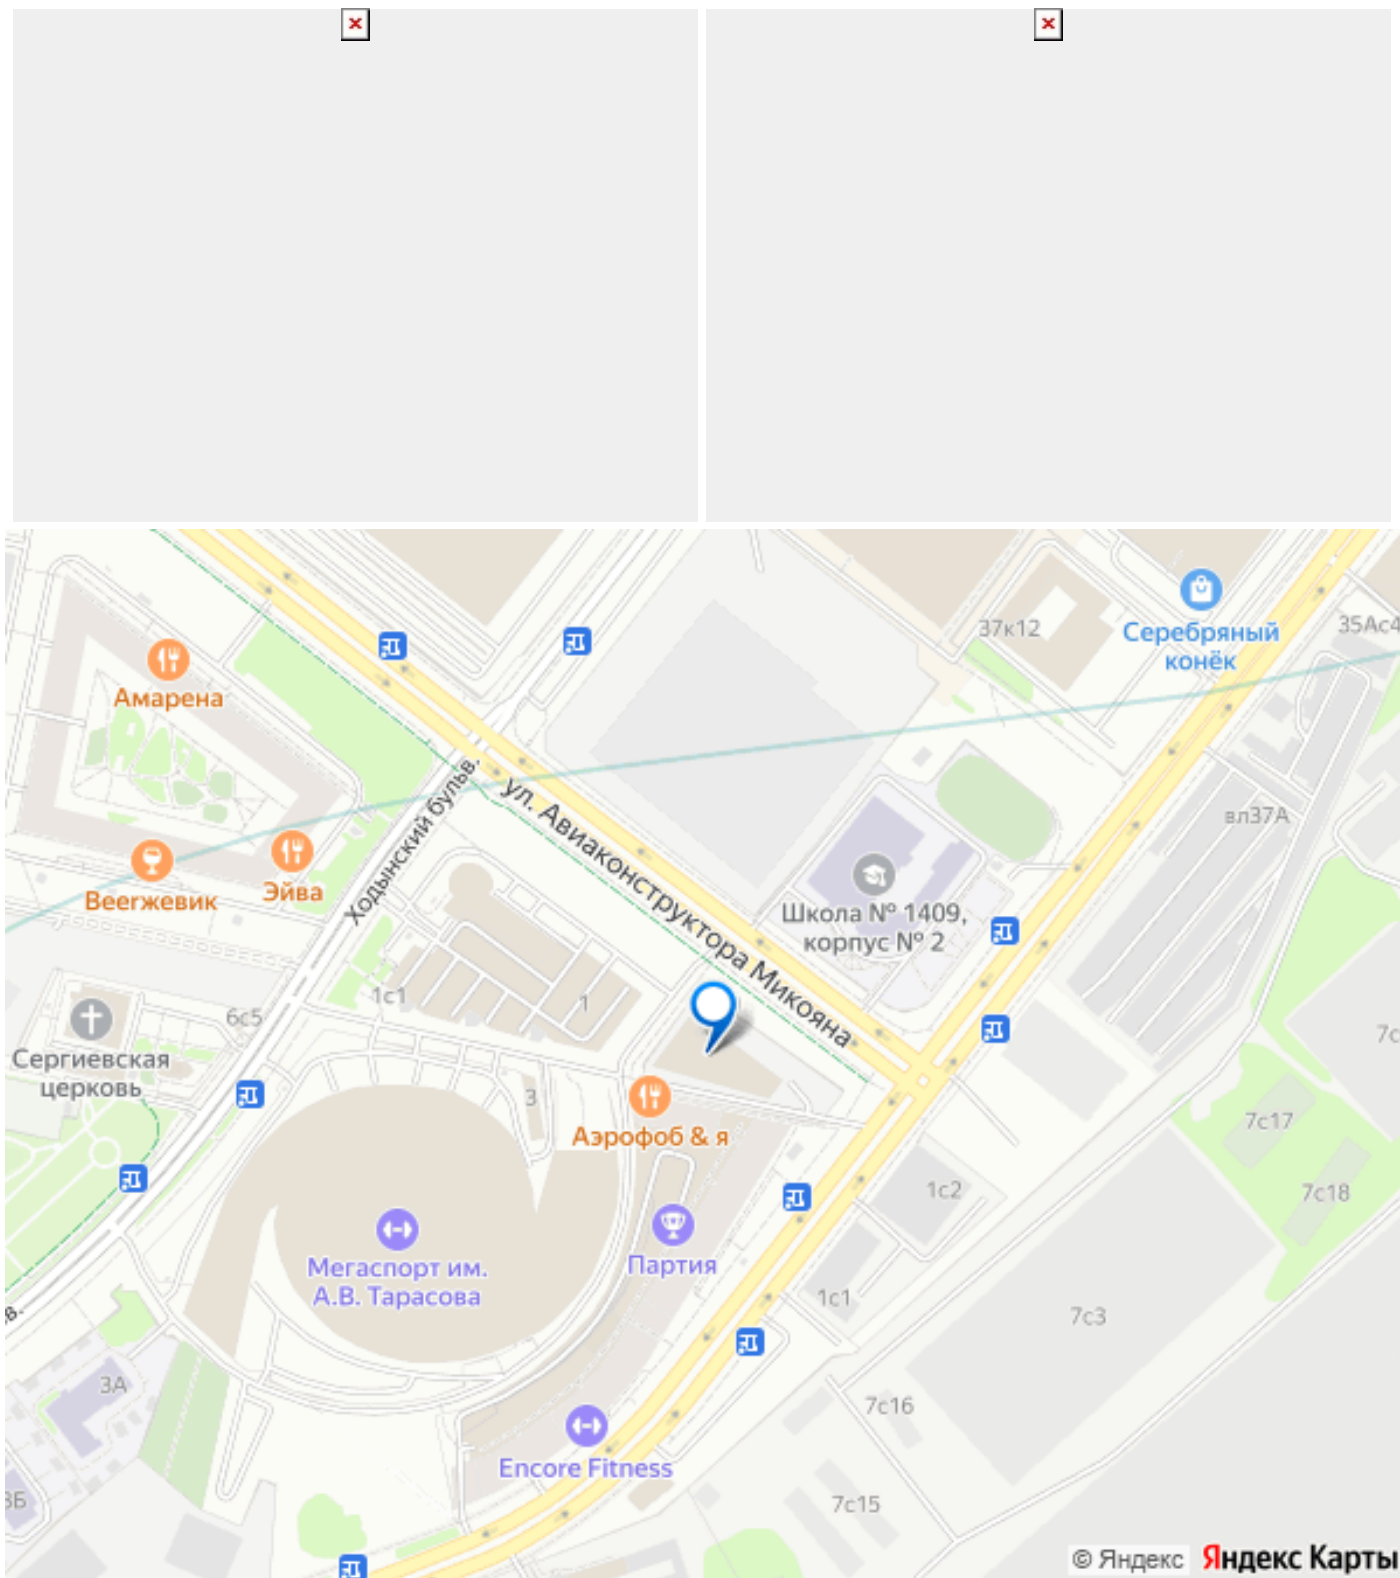 37к12
Серебряный
конёк
35Ас4
Амарена
ул. Авиаконструктора Микояна
Ходынский бульв.
вл37А
Веегжевик
Эйва
Школа № 1409,
корпус № 2
1с1
1
6с5
Сергиевская
церковь
7с
3
Аэрофоб & я
7с17
1с2
7с18
Мегаспорт им.
А.В. Тарасова
Партия
1с1
7с3
в.
3А
7с16
Encore Fitness
3Б
7с15
© Яндекс Яндекс Карты